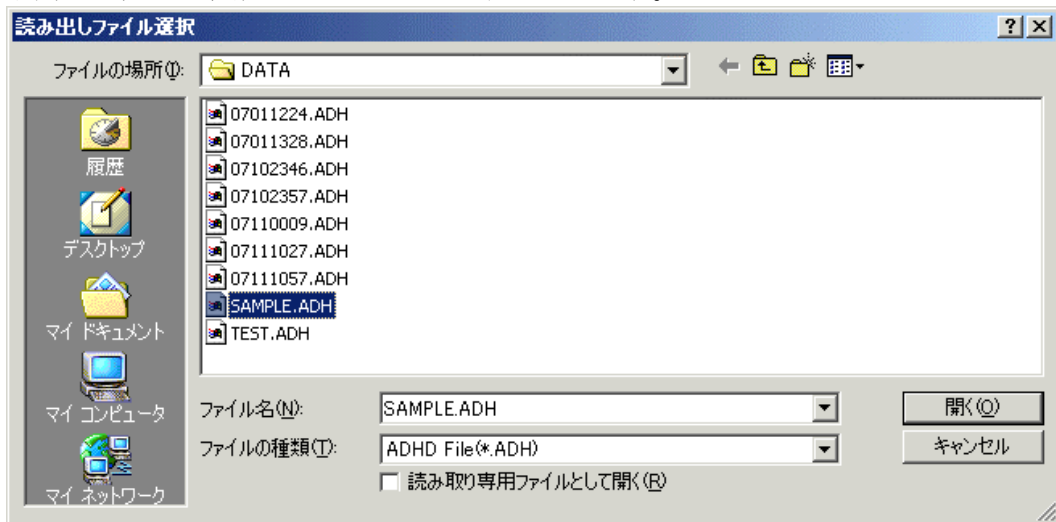 読み出しファイル選択
ファイルの場所(I):
DATA
履歴
デスクトップ
マイ ドキュメント
マイ コンピュータ
マイ ネットワーク
07011224.ADH
07011328.ADH
07102346.ADH
07102357.ADH
07110009.ADH
07111027.ADH
07111057.ADH
SAMPLE.ADH
TEST.ADH
ファイル名(N):
SAMPLE.ADH
開く(O)
ファイルの種類(T):
ADHD File(*.ADH)
キャンセル
読み取り専用ファイルとして開く(R)